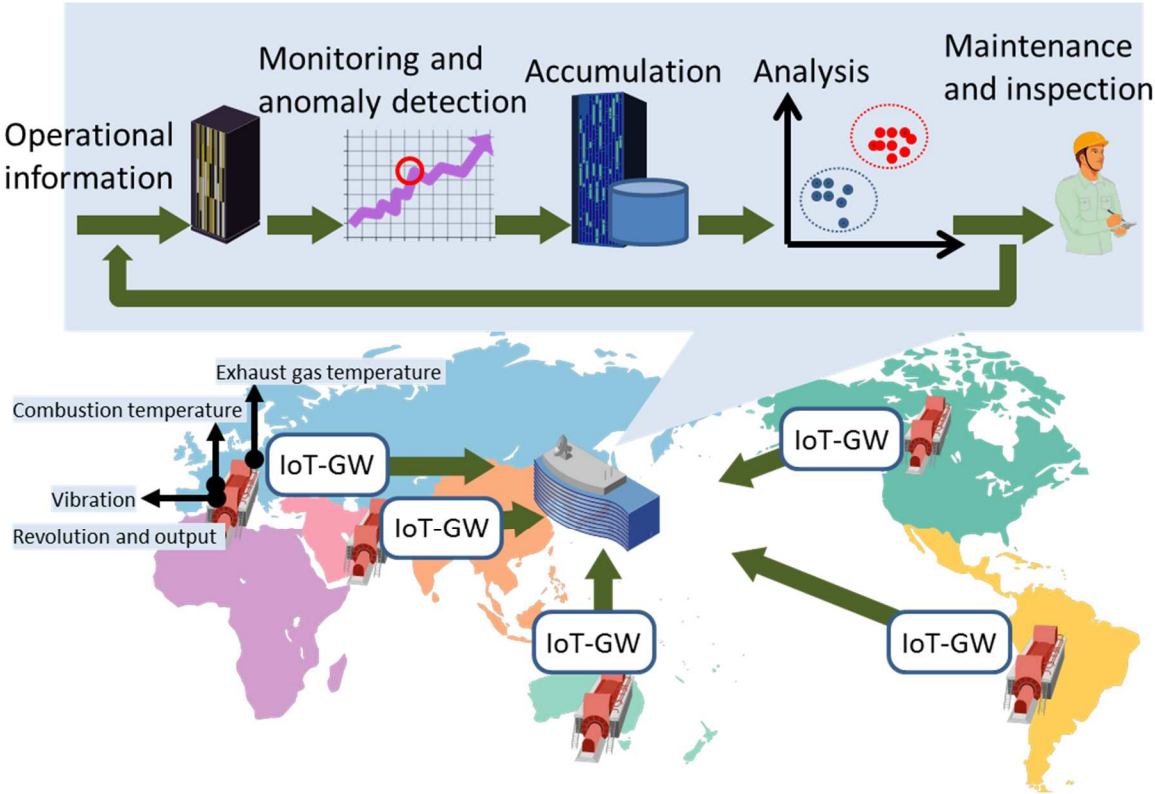 Operational
information
Monitoring and
anomaly detection
Accumulation
Analysis
Maintenance
and inspection
Exhaust gas temperature
Combustion temperature
Vibration
Revolution and output
IoT-GW
IoT-GW
IoT-GW
IoT-GW
IoT-GW